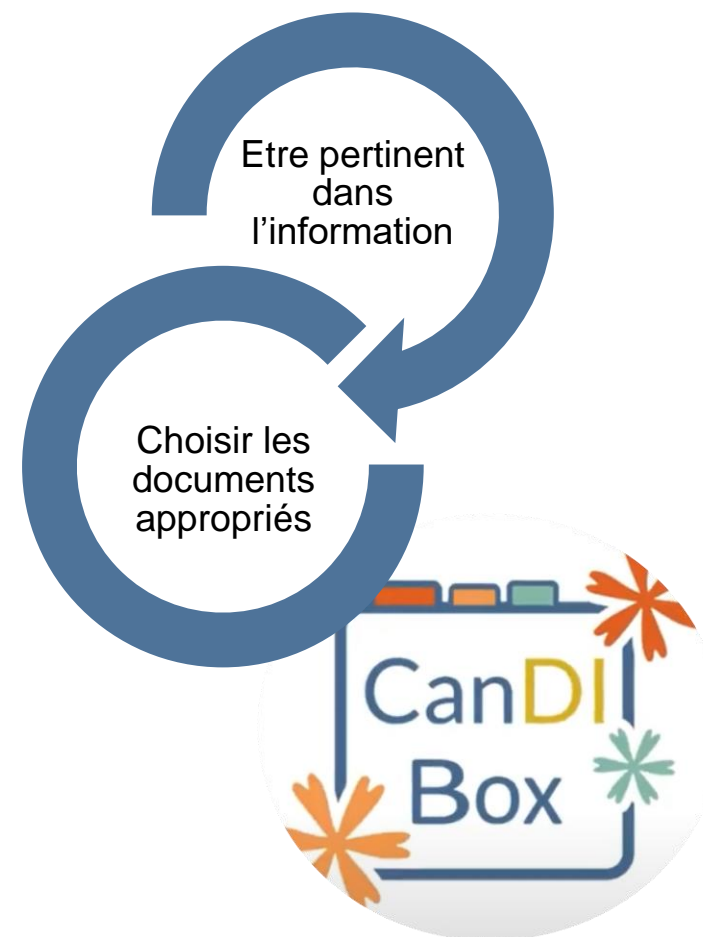 Etre pertinent
dans
l’information
Choisir les
documents
appropriés
CanDI
Box